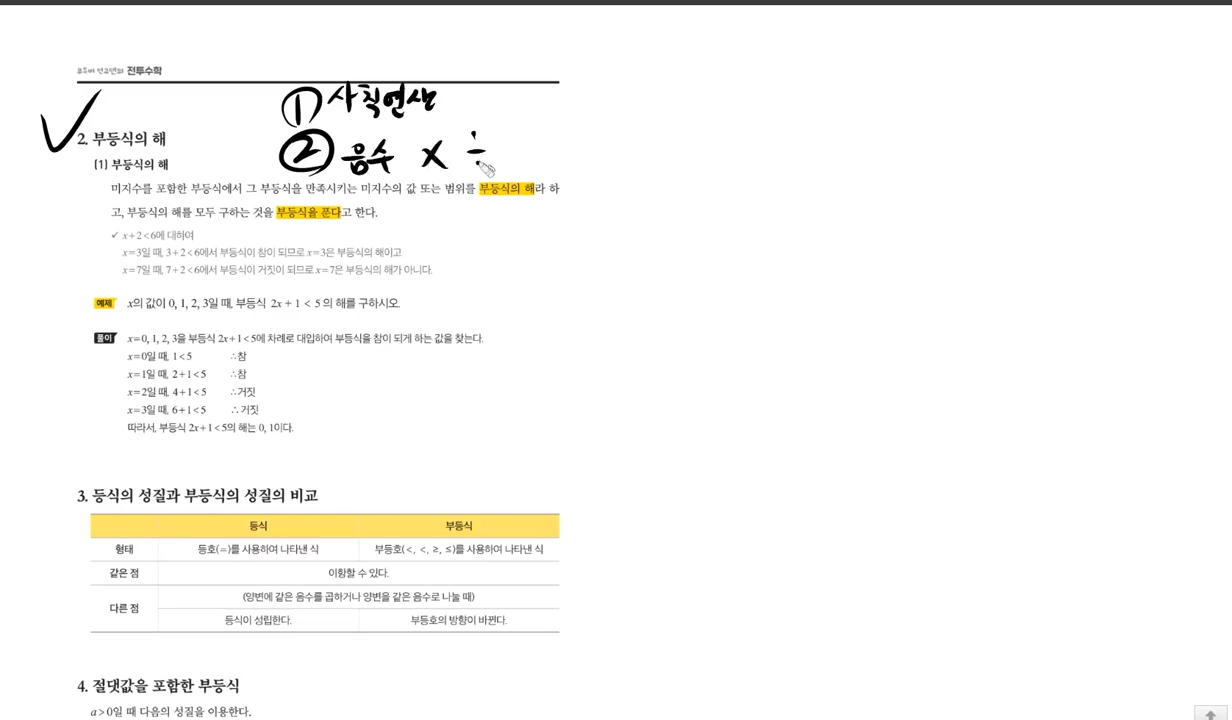 전투수학
① 사칙연산
② 음수 × ÷
2. 부등식의 해
(1) 부등식의 해
미지수를 포함한 부등식에서 그 부등식을 만족시키는 미지수의 값 또는 범위를 부등식의 해라 하
고, 부등식의 해를 모두 구하는 것을 부등식을 푼다고 한다.
✓ x+2<6에 대하여
x=3일 때, 3+2<6에서 부등식이 참이 되므로 x=3은 부등식의 해이고
x=7일 때, 7+2<6에서 부등식이 거짓이 되므로 x=7은 부등식의 해가 아니다.
예제 x의 값이 0, 1, 2, 3일 때, 부등식 2x+1<5의 해를 구하시오.
풀이 x=0, 1, 2, 3을 부등식 2x+1<5에 차례로 대입하여 부등식을 참이 되게 하는 값을 찾는다.
x=0일 때, 1<5 ∴참
x=1일 때, 2+1<5 ∴참
x=2일 때, 4+1<5 ∴거짓
x=3일 때, 6+1<5 ∴거짓
따라서, 부등식 2x+1<5의 해는 0, 1이다.
3. 등식의 성질과 부등식의 성질의 비교
등식 부등식
형태 등호(=)를 사용하여 나타낸 식 부등호(<, <, ≥, ≤)를 사용하여 나타낸 식
같은 점 이항할 수 있다.
다른 점 (양변에 같은 음수를 곱하거나 양변을 같은 음수로 나눌 때)
등식이 성립한다. 부등호의 방향이 바뀐다.
4. 절댓값을 포함한 부등식
a>0일 때 다음의 성질을 이용한다.